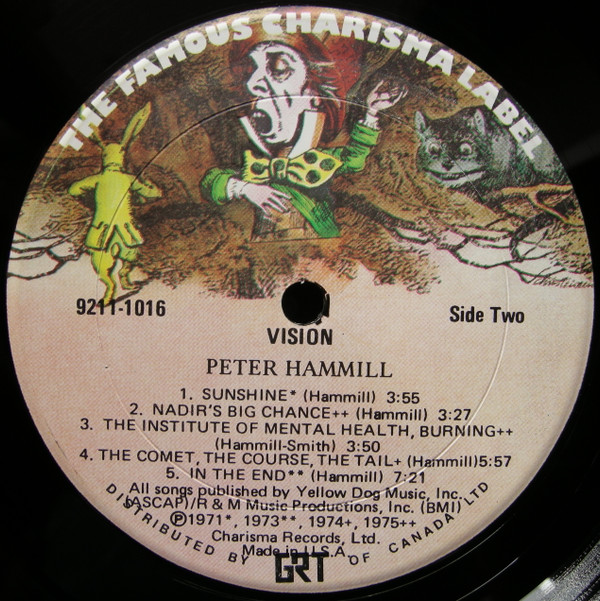 THE FAMOUS CHARISMA LABEL
9211-1016
Side Two
VISION
PETER HAMMILL
1. SUNSHINE* (Hammill) 3:55
2. NADIR'S BIG CHANCE++ (Hammill) 3:27
3. THE INSTITUTE OF MENTAL HEALTH, BURNING++
(Hammill-Smith) 3:50
4. THE COMET, THE COURSE, THE TAIL+ (Hammill)5:57
5. IN THE END** (Hammill) 7:21
All songs published by Yellow Dog Music, Inc.
(ASCAP)/R & M Music Productions, Inc. (BMI)
℗1971*, 1973**, 1974+, 1975++
Charisma Records, Ltd.
Made in U.S.A.
DISTRIBUTED BY GRT OF CANADA LTD